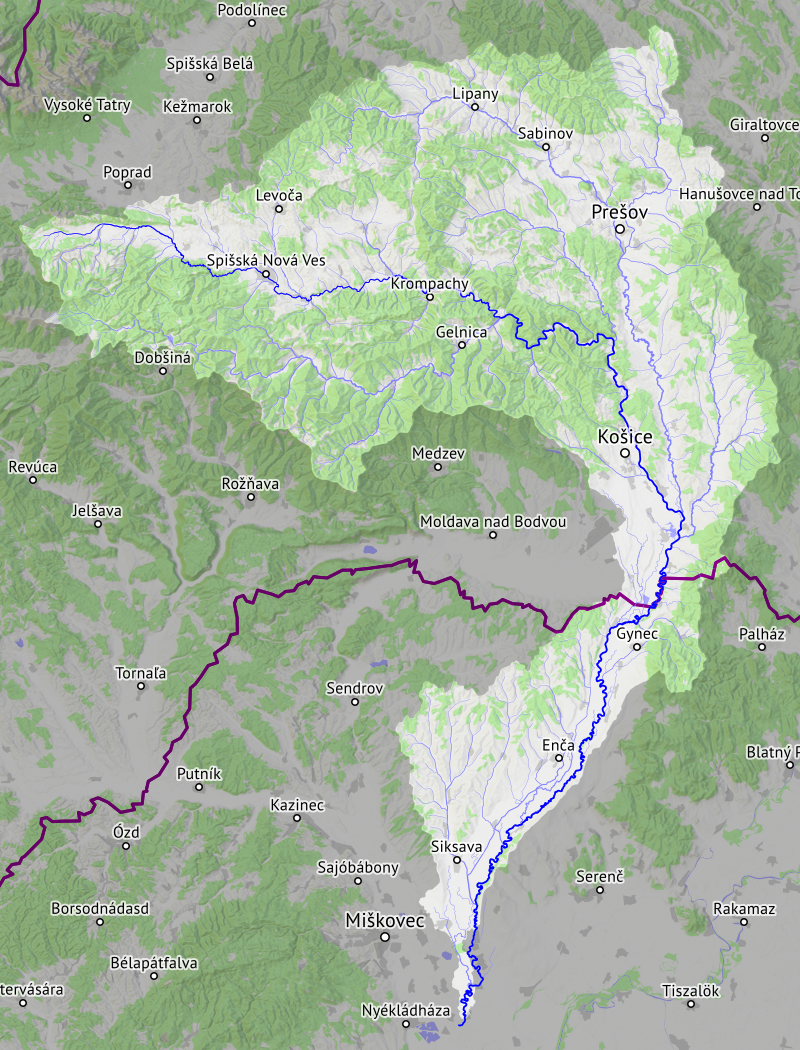 Podolínec
Spišská Belá
Vysoké Tatry
Kežmarok
Lipany
Giraltovce
Sabinov
Poprad
Levoča
Hanušovce nad To
Prešov
Spišská Nová Ves
Krompachy
Gelnica
Dobšiná
Košice
Medzev
Revúca
Rožňava
Jelšava
Moldava nad Bodvou
Gynec
Palház
Tornaľa
Sendrov
Enča
Blatný P
Putník
Kazinec
Ózd
Siksava
Sajóbábony
Serenč
Borsodnádasd
Miškovec
Rakamaz
Bélapátfalva
tervására
Tiszalök
Nyékládháza